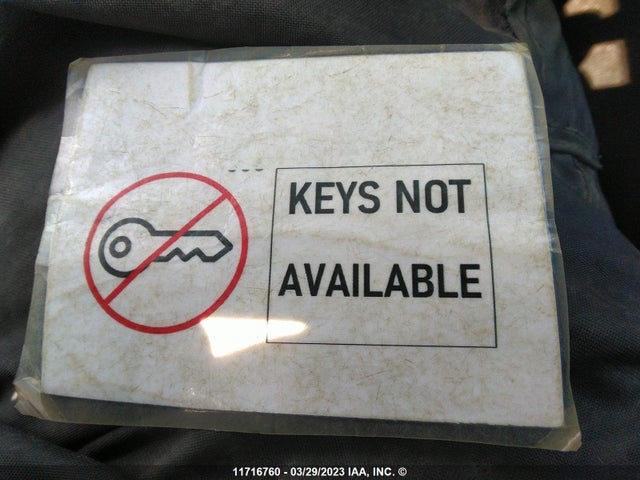 KEYS NOT
AVAILABLE
11716760 - 03/29/2023 IAA, INC. ©